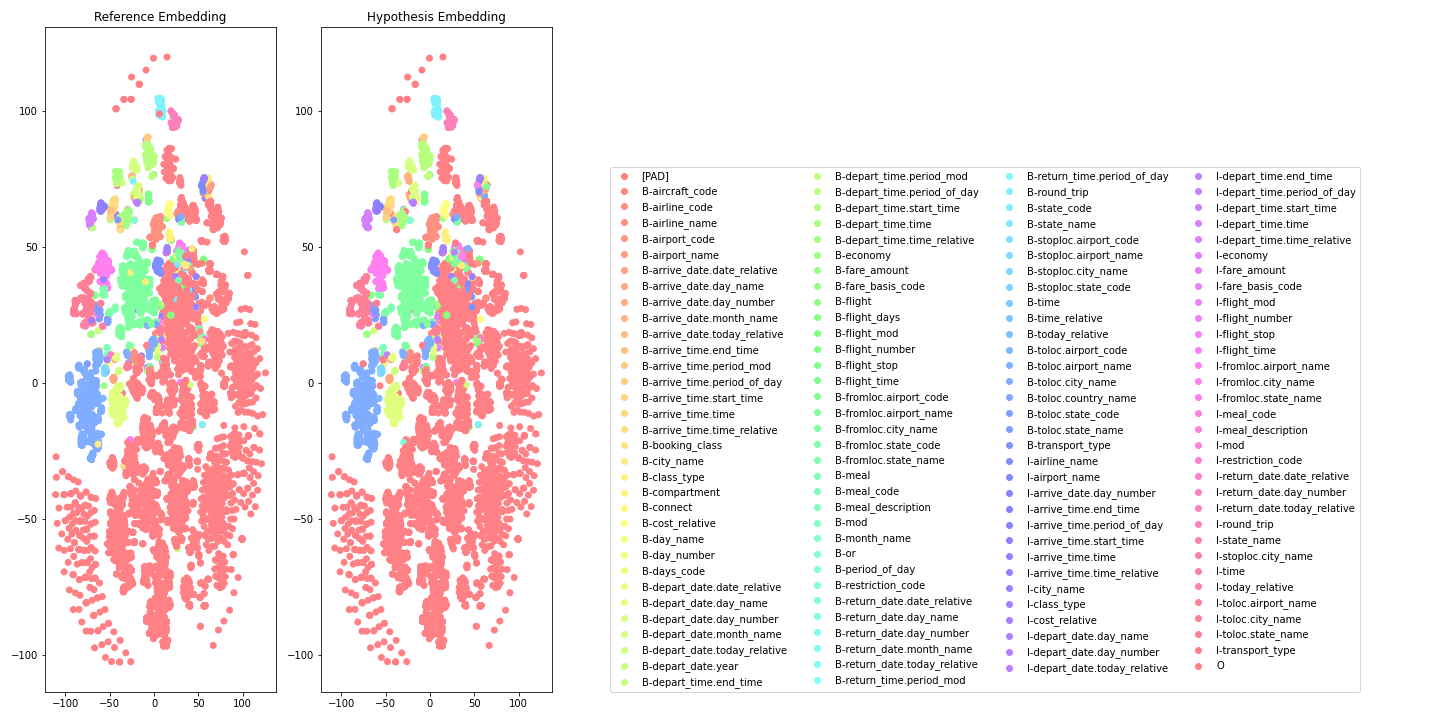 Reference Embedding
Hypothesis Embedding
100
50
0
−50
−100
−100
−50
0
50
100
100
50
0
−50
−100
−100
−50
0
50
100
[PAD]
B-aircraft_code
B-airline_code
B-airline_name
B-airport_code
B-airport_name
B-arrive_date.date_relative
B-arrive_date.day_name
B-arrive_date.day_number
B-arrive_date.month_name
B-arrive_date.today_relative
B-arrive_time.end_time
B-arrive_time.period_mod
B-arrive_time.period_of_day
B-arrive_time.start_time
B-arrive_time.time
B-arrive_time.time_relative
B-booking_class
B-city_name
B-class_type
B-compartment
B-connect
B-cost_relative
B-day_name
B-day_number
B-days_code
B-depart_date.date_relative
B-depart_date.day_name
B-depart_date.day_number
B-depart_date.month_name
B-depart_date.today_relative
B-depart_date.year
B-depart_time.end_time
B-depart_time.period_mod
B-depart_time.period_of_day
B-depart_time.start_time
B-depart_time.time
B-depart_time.time_relative
B-economy
B-fare_amount
B-fare_basis_code
B-flight
B-flight_days
B-flight_mod
B-flight_number
B-flight_stop
B-flight_time
B-fromloc.airport_code
B-fromloc.airport_name
B-fromloc.city_name
B-fromloc.state_code
B-fromloc.state_name
B-meal
B-meal_code
B-meal_description
B-mod
B-month_name
B-or
B-period_of_day
B-restriction_code
B-return_date.date_relative
B-return_date.day_name
B-return_date.day_number
B-return_date.month_name
B-return_date.today_relative
B-return_time.period_mod
B-return_time.period_of_day
B-round_trip
B-state_code
B-state_name
B-stoploc.airport_code
B-stoploc.airport_name
B-stoploc.city_name
B-stoploc.state_code
B-time
B-time_relative
B-today_relative
B-toloc.airport_code
B-toloc.airport_name
B-toloc.city_name
B-toloc.country_name
B-toloc.state_code
B-toloc.state_name
B-transport_type
I-airline_name
I-airport_name
I-arrive_date.day_number
I-arrive_time.end_time
I-arrive_time.period_of_day
I-arrive_time.start_time
I-arrive_time.time
I-arrive_time.time_relative
I-city_name
I-class_type
I-cost_relative
I-depart_date.day_name
I-depart_date.day_number
I-depart_date.today_relative
I-depart_time.end_time
I-depart_time.period_of_day
I-depart_time.start_time
I-depart_time.time
I-depart_time.time_relative
I-economy
I-fare_amount
I-fare_basis_code
I-flight_mod
I-flight_number
I-flight_stop
I-flight_time
I-fromloc.airport_name
I-fromloc.city_name
I-fromloc.state_name
I-meal_code
I-meal_description
I-mod
I-restriction_code
I-return_date.date_relative
I-return_date.day_number
I-return_date.today_relative
I-round_trip
I-state_name
I-stoploc.city_name
I-time
I-today_relative
I-toloc.airport_name
I-toloc.city_name
I-toloc.state_name
I-transport_type
O